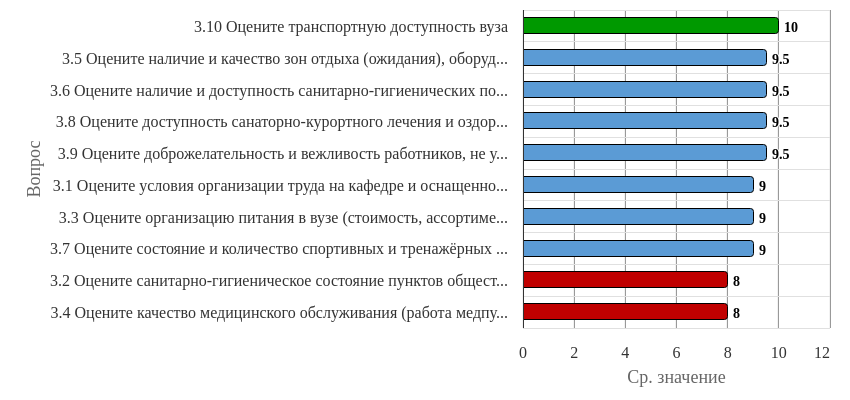 3.10 Оцените транспортную доступность вуза
10
3.5 Оцените наличие и качество зон отдыха (ожидания), оборуд...
9.5
3.6 Оцените наличие и доступность санитарно-гигиенических по...
9.5
3.8 Оцените доступность санаторно-курортного лечения и оздор...
9.5
3.9 Оцените доброжелательность и вежливость работников, не у...
9.5
3.1 Оцените условия организации труда на кафедре и оснащенно...
9
3.3 Оцените организацию питания в вузе (стоимость, ассортиме...
9
3.7 Оцените состояние и количество спортивных и тренажёрных ...
9
3.2 Оцените санитарно-гигиеническое состояние пунктов общест...
8
3.4 Оцените качество медицинского обслуживания (работа медпу...
8
Вопрос
0 2 4 6 8 10 12
Ср. значение